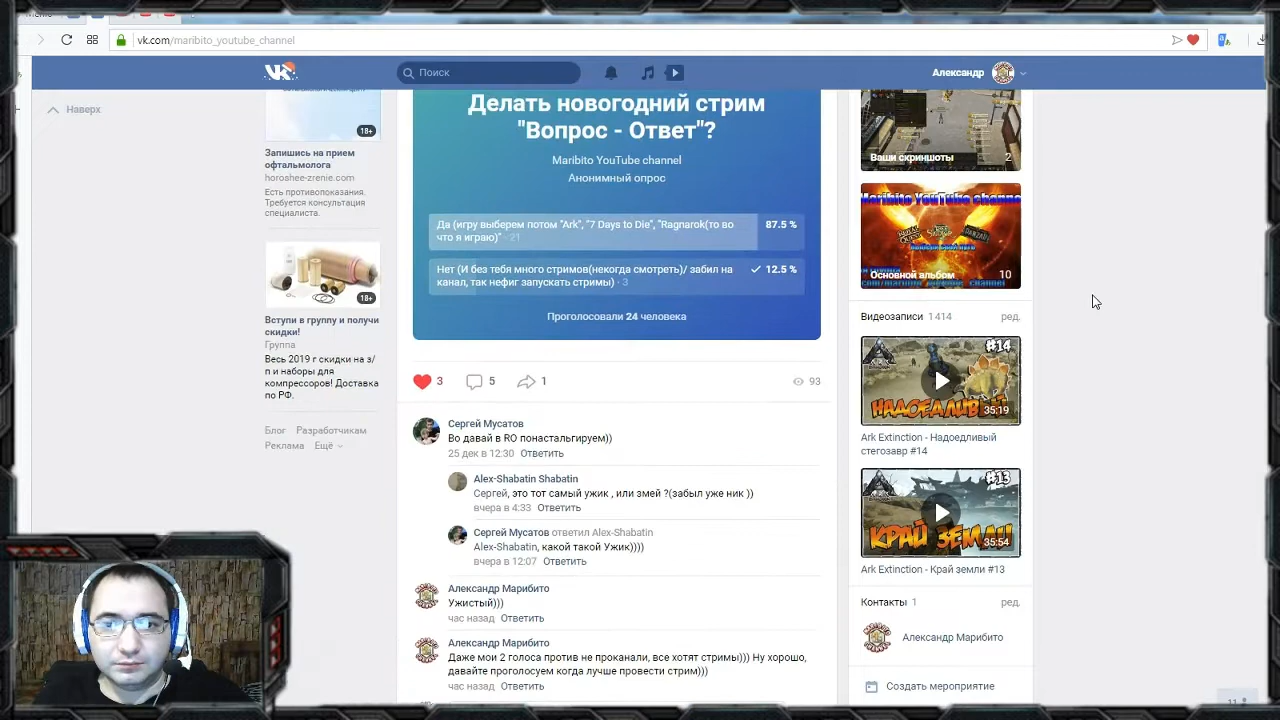 vk.com/maribito_youtube_channel
Поиск
Александр
Наверх
18+
Запишись на прием
офтальмолога
horoshee-zrenie.com
Есть противопоказания.
Требуется консультация
специалиста.
18+
Вступи в группу и получи
скидки!
Группа
Весь 2019 г скидки на з/
п и наборы для
компрессоров! Доставка
по РФ.
Блог Разработчикам
Реклама Ещё
Делать новогодний стрим
"Вопрос - Ответ"?
Maribito YouTube channel
Анонимный опрос
Да (игру выберем потом "Ark", "7 Days to Die", "Ragnarok(то во
что я играю)" · 21
87.5 %
Нет (И без тебя много стримов(некогда смотреть)/ забил на
канал, так нефиг запускать стримы) · 3
12.5 %
Проголосовали 24 человека
3
5
1
93
Сергей Мусатов
Во давай в RO понастальгируем))
25 дек в 12:30 Ответить
Alex-Shabatin Shabatin
Сергей, это тот самый ужик , или змей ?(забыл уже ник ))
вчера в 4:33 Ответить
Сергей Мусатов ответил Alex-Shabatin
Alex-Shabatin, какой такой Ужик))))
вчера в 12:07 Ответить
Александр Марибито
Ужистый)))
час назад Ответить
Александр Марибито
Даже мои 2 голоса против не проканали, все хотят стримы))) Ну хорошо,
давайте проголосуем когда лучше провести стрим)))
час назад Ответить
Ваши скриншоты 2
Maribito YouTube channe
Основной альбом 10
Видеозаписи 1 414 ред.
#14
НАДОЕДЛИВЫЙ
35:19
Ark Extinction - Надоедливый
стегозавр #14
#13
КРАЙ ЗЕМЛИ
35:54
Ark Extinction - Край земли #13
Контакты 1 ред.
Александр Марибито
Создать мероприятие
11